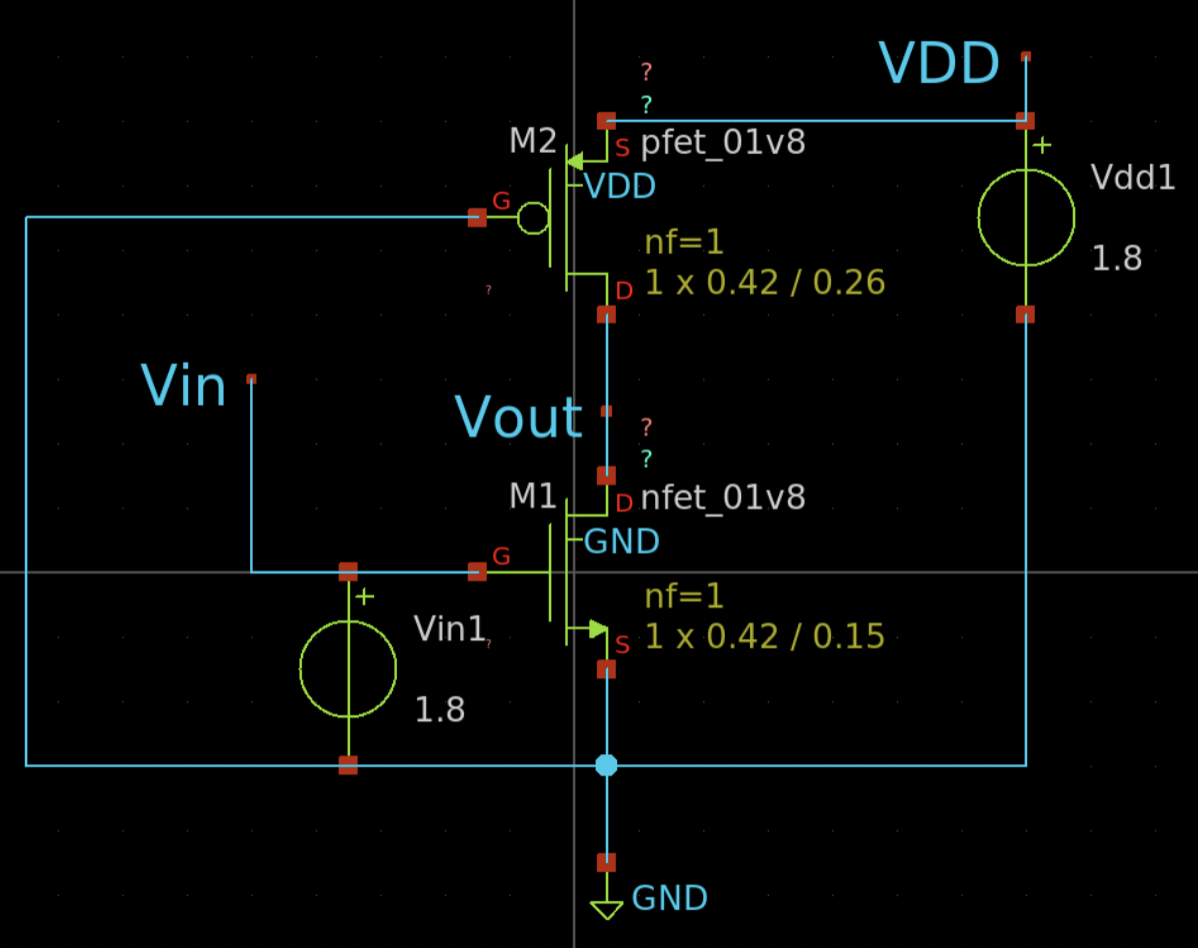 VDD
?
?
M2
S
pfet_01v8
+
VDD
Vdd1
G
nf=1
1.8
?
D
1 x 0.42 / 0.26
Vin
Vout
?
?
M1
D
nfet_01v8
GND
G
+
nf=1
Vin1
?
S
1 x 0.42 / 0.15
1.8
GND